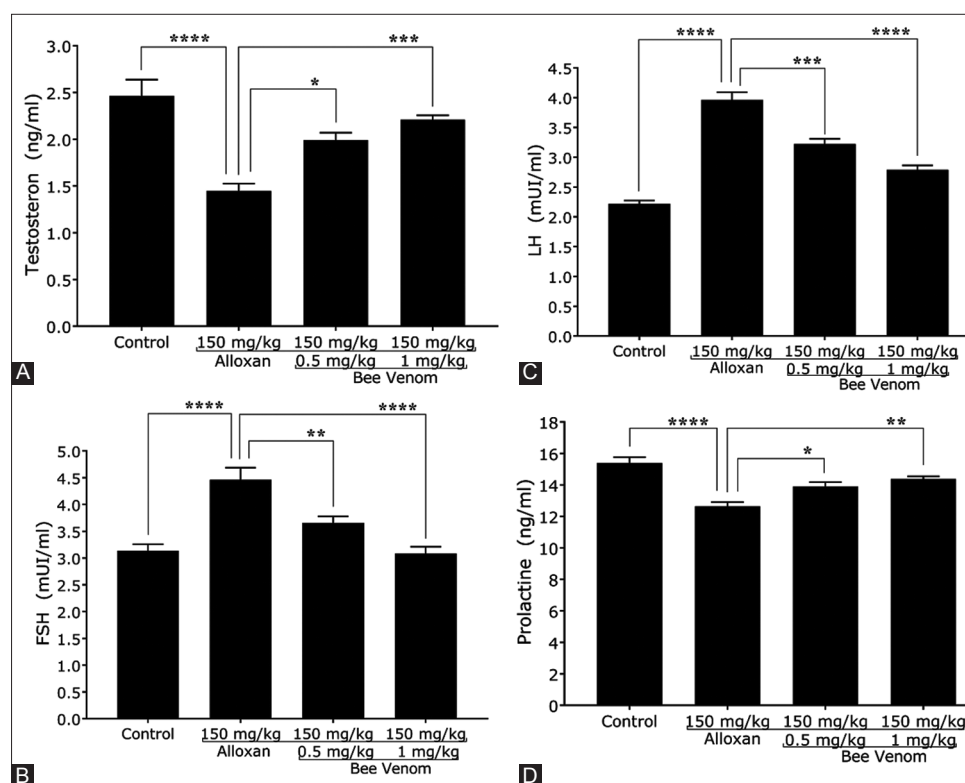 **** ***
*
3.0
2.5
2.0
1.5
1.0
0.5
0.0
Testosteron (ng/ml)
Control 150 mg/kg 150 mg/kg 150 mg/kg
Alloxan 0.5 mg/kg 1 mg/kg
Bee Venom
A
**** ****
***
4.5
4.0
3.5
3.0
2.5
2.0
1.5
1.0
0.5
0.0
LH (mUI/ml)
Control 150 mg/kg 150 mg/kg 150 mg/kg
Alloxan 0.5 mg/kg 1 mg/kg
Bee Venom
C
**** ****
**
5.0
4.5
4.0
3.5
3.0
2.5
2.0
1.5
1.0
0.5
0.0
FSH (mUI/ml)
Control 150 mg/kg 150 mg/kg 150 mg/kg
Alloxan 0.5 mg/kg 1 mg/kg
Bee Venom
B
**** **
*
18
16
14
12
10
8
6
4
2
0
Prolactine (ng/ml)
Control 150 mg/kg 150 mg/kg 150 mg/kg
Alloxan 0.5 mg/kg 1 mg/kg
Bee Venom
D